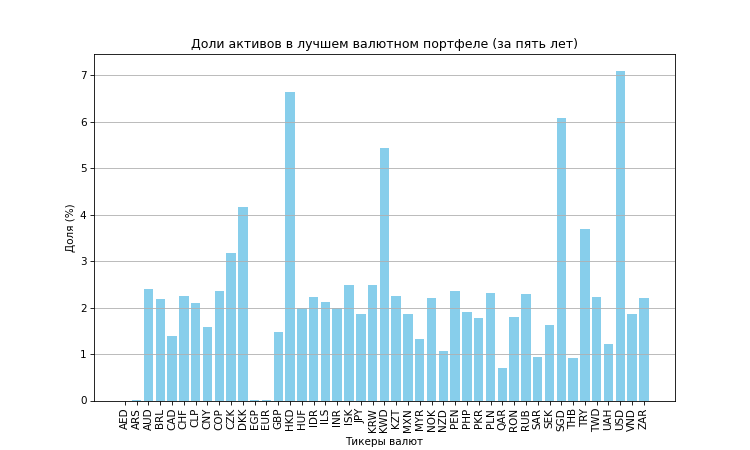 Доли активов в лучшем валютном портфеле (за пять лет)
Доля (%)
7
6
5
4
3
2
1
0
AED ARS AUD BRL CAD CHF CLP CNY COP CZK DKK EGP EUR GBP HKD HUF IDR ILS INR ISK JPY KRW KWD KZT MXN MYR NOK NZD PEN PHP PKR PLN QAR RON RUB SAR SEK SGD THB TRY TWD UAH USD VND ZAR
Тикеры валют